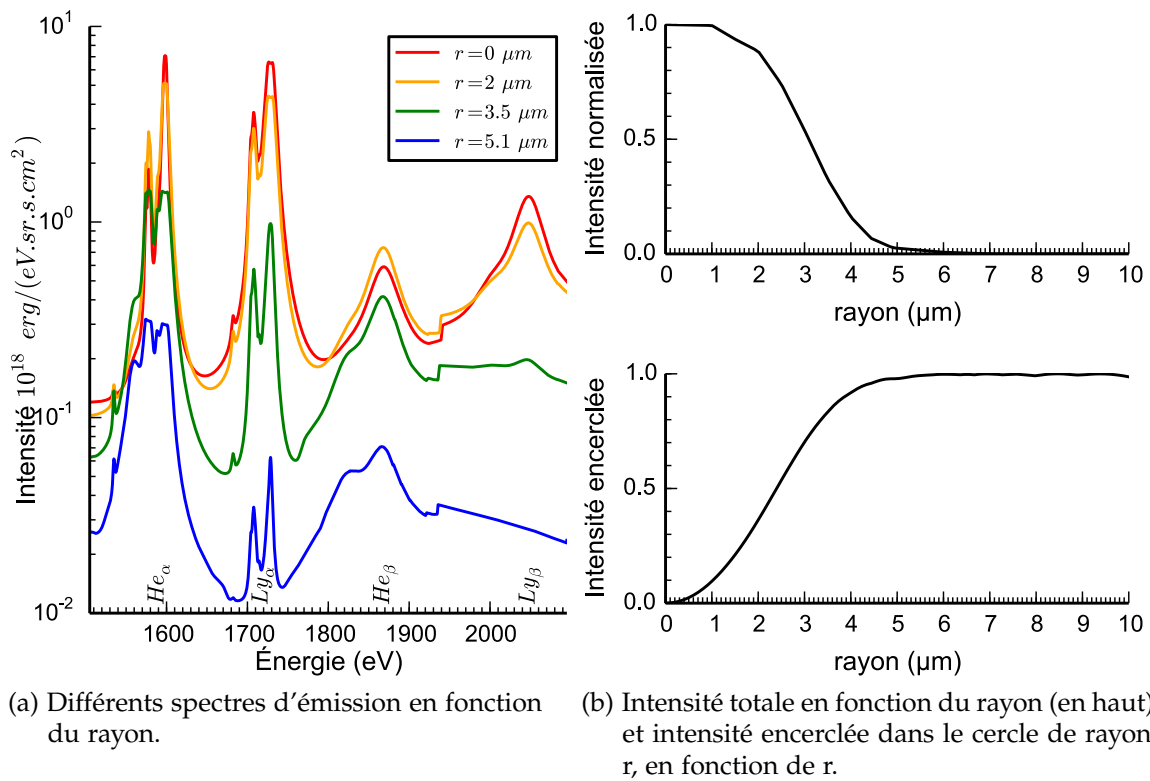 Intensité 10^18 erg/(eV.sr.s.cm^2)
10^1
10^0
10^-1
10^-2
r=0 μm
r=2 μm
r=3.5 μm
r=5.1 μm
He_α
Ly_α
He_β
Ly_β
1600 1700 1800 1900 2000
Énergie (eV)
(a) Différents spectres d'émission en fonction
du rayon.
Intensité normalisée
1.0
0.5
0.0
0 1 2 3 4 5 6 7 8 9 10
rayon (μm)
Intensité encerclée
1.0
0.5
0.0
0 1 2 3 4 5 6 7 8 9 10
rayon (μm)
(b) Intensité totale en fonction du rayon (en haut)
et intensité encerclée dans le cercle de rayon
r, en fonction de r.